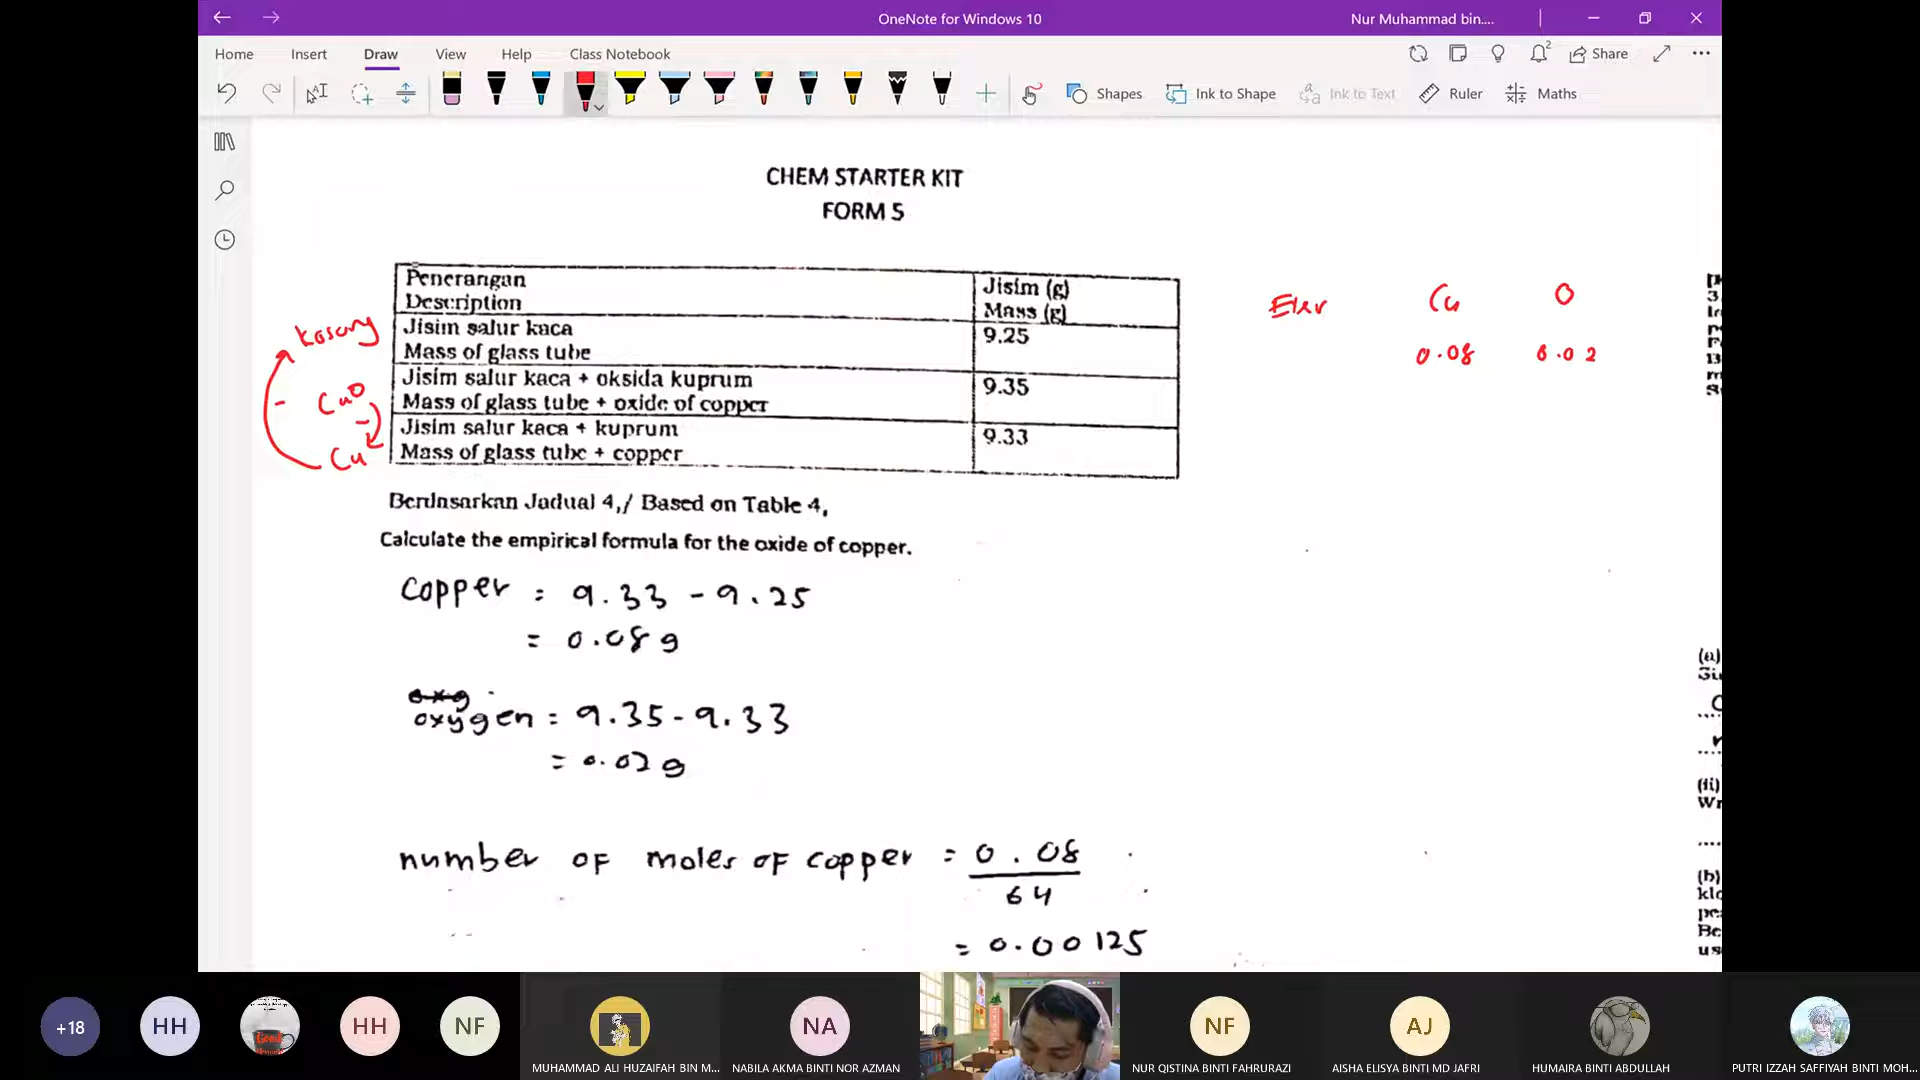 OneNote for Windows 10
Nur Muhammad bin....
Home Insert Draw View Help Class Notebook
Share
Shapes Ink to Shape Ink to Text Ruler Maths
CHEM STARTER KIT
FORM 5
Penerangan
Description
Jisim (g)
Mass (g)
Jisim salur kaca
Mass of glass tube
9.25
Jisim salur kaca + oksida kuprum
Mass of glass tube + oxide of copper
9.35
Jisim salur kaca + kuprum
Mass of glass tube + copper
9.33
kosong
- CuO
-
Cu
Cu O
0.08 0.02
Berdasarkan Jadual 4,/ Based on Table 4,
Calculate the empirical formula for the oxide of copper.
copper = 9.33 - 9.25
= 0.08 g
oxygen = 9.35 - 9.33
= 0.02 g
number of moles of copper = 0.08
64
= 0.00125
(a)
(ii)
Wr
(b)
klo
pe
Be
us
+18
HH
HH
NF
NA
NF
AJ
MUHAMMAD ALI HUZAIFAH BIN M...
NABILA AKMA BINTI NOR AZMAN
NUR QISTINA BINTI FAHRURAZI
AISHA ELISYA BINTI MD JAFRI
HUMAIRA BINTI ABDULLAH
PUTRI IZZAH SAFFIYAH BINTI MOH...